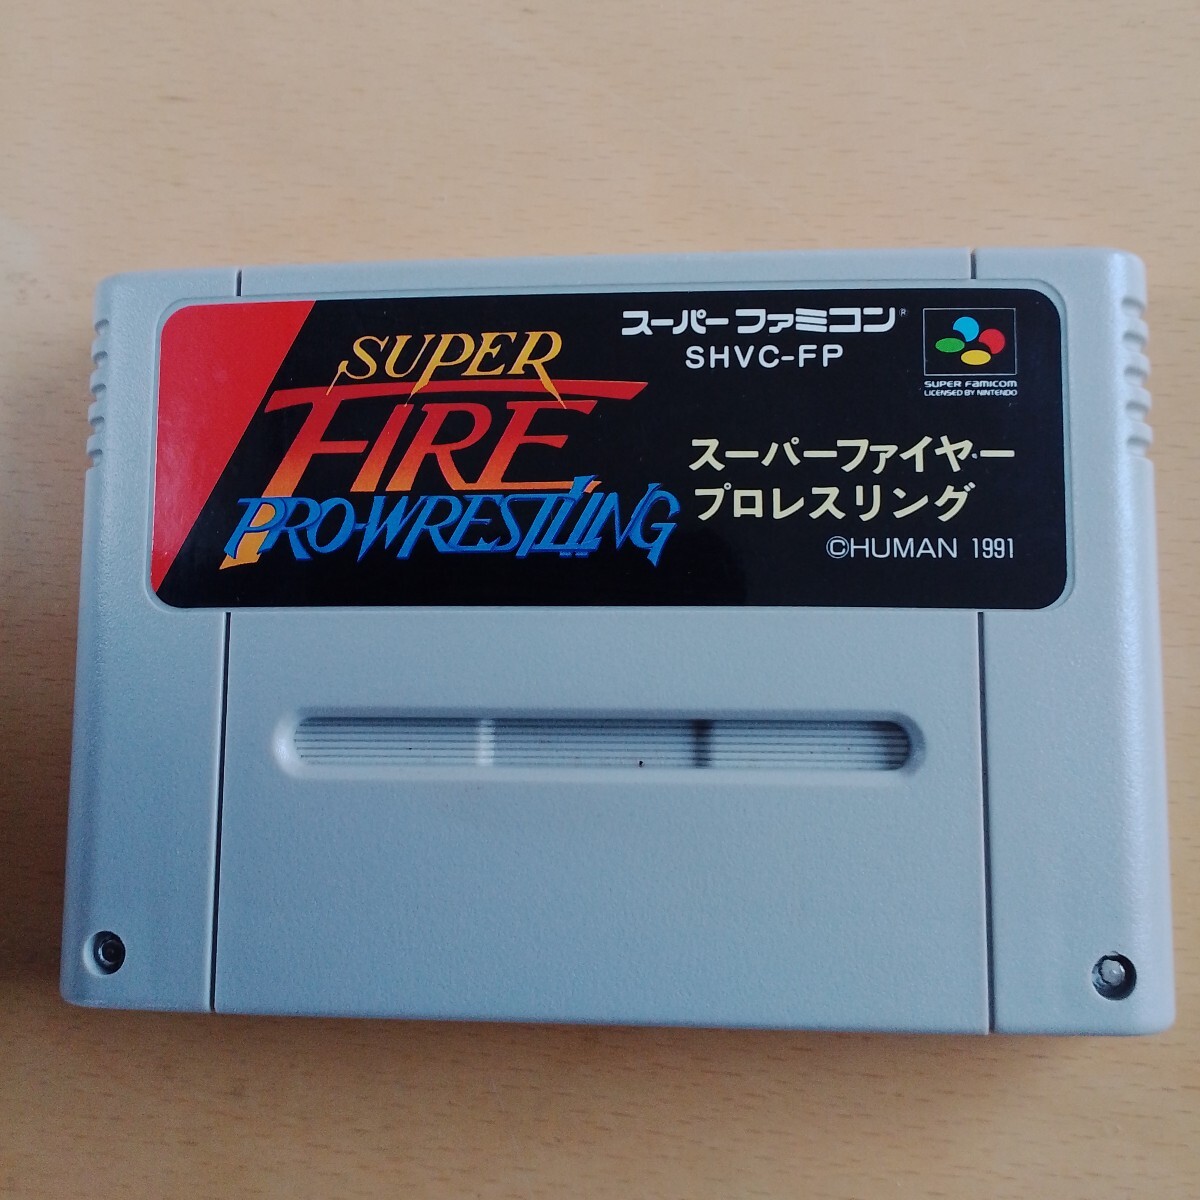 SUPER
FIRE
PRO-WRESTLING
スーパーファミコン®
SHVC-FP
SUPER FAMICOM
LICENSED BY NINTENDO
スーパーファイヤー
プロレスリング
©HUMAN 1991